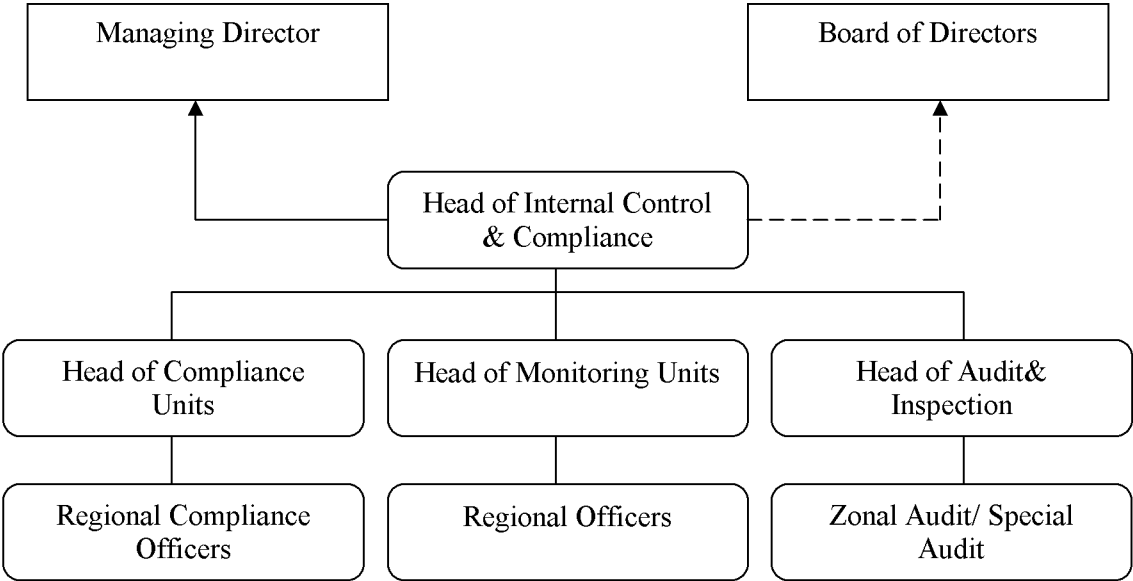 Managing Director
Board of Directors
Head of Internal Control
& Compliance
Head of Compliance
Units
Head of Monitoring Units
Head of Audit&
Inspection
Regional Compliance
Officers
Regional Officers
Zonal Audit/ Special
Audit